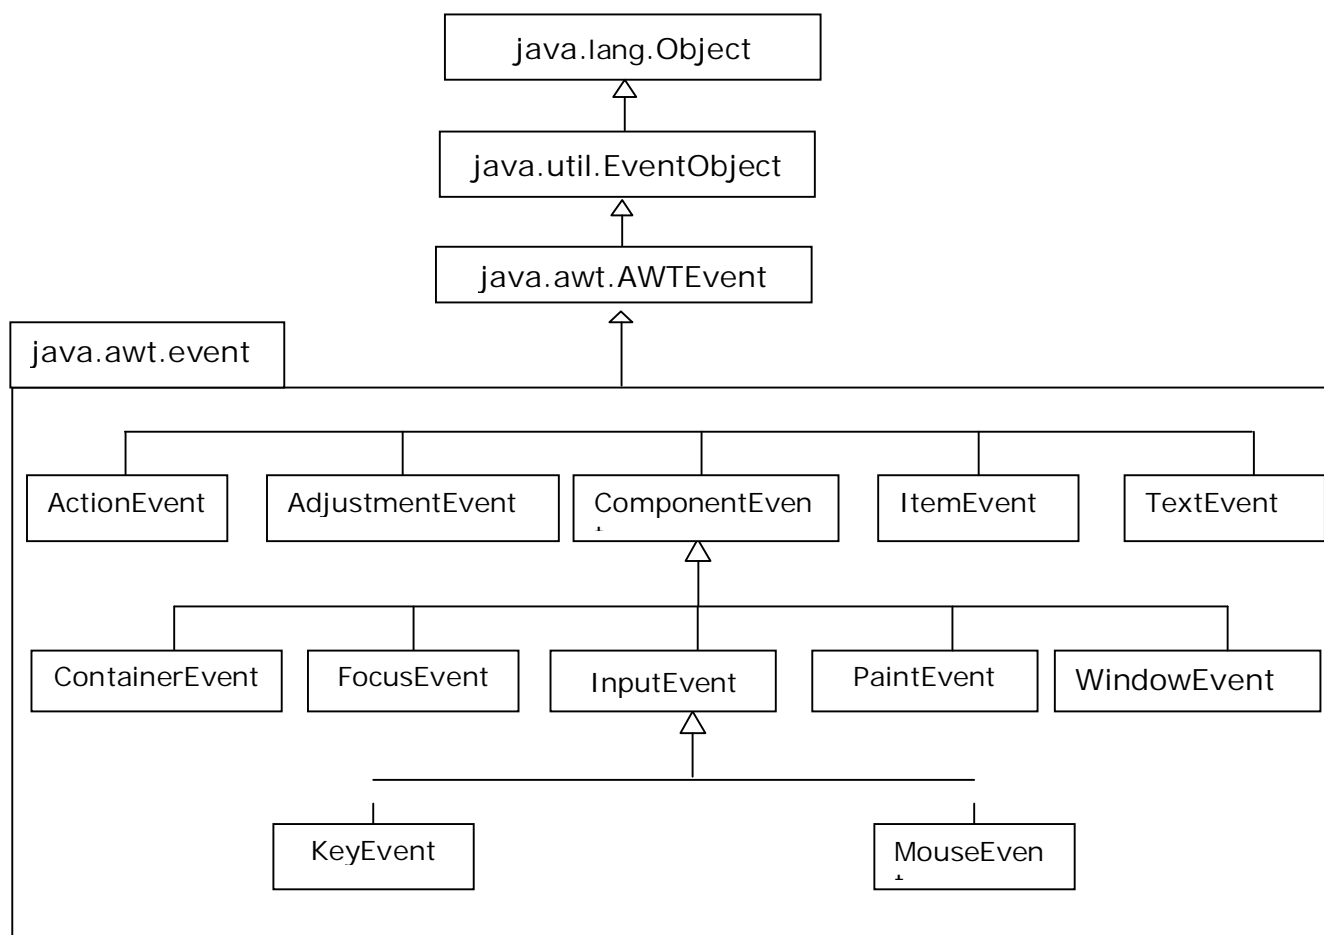 java.lang.Object
java.util.EventObject
java.awt.AWTEvent
java.awt.event
ActionEvent
AdjustmentEvent
ComponentEven
t
ItemEvent
TextEvent
ContainerEvent
FocusEvent
InputEvent
PaintEvent
WindowEvent
KeyEvent
MouseEven
t